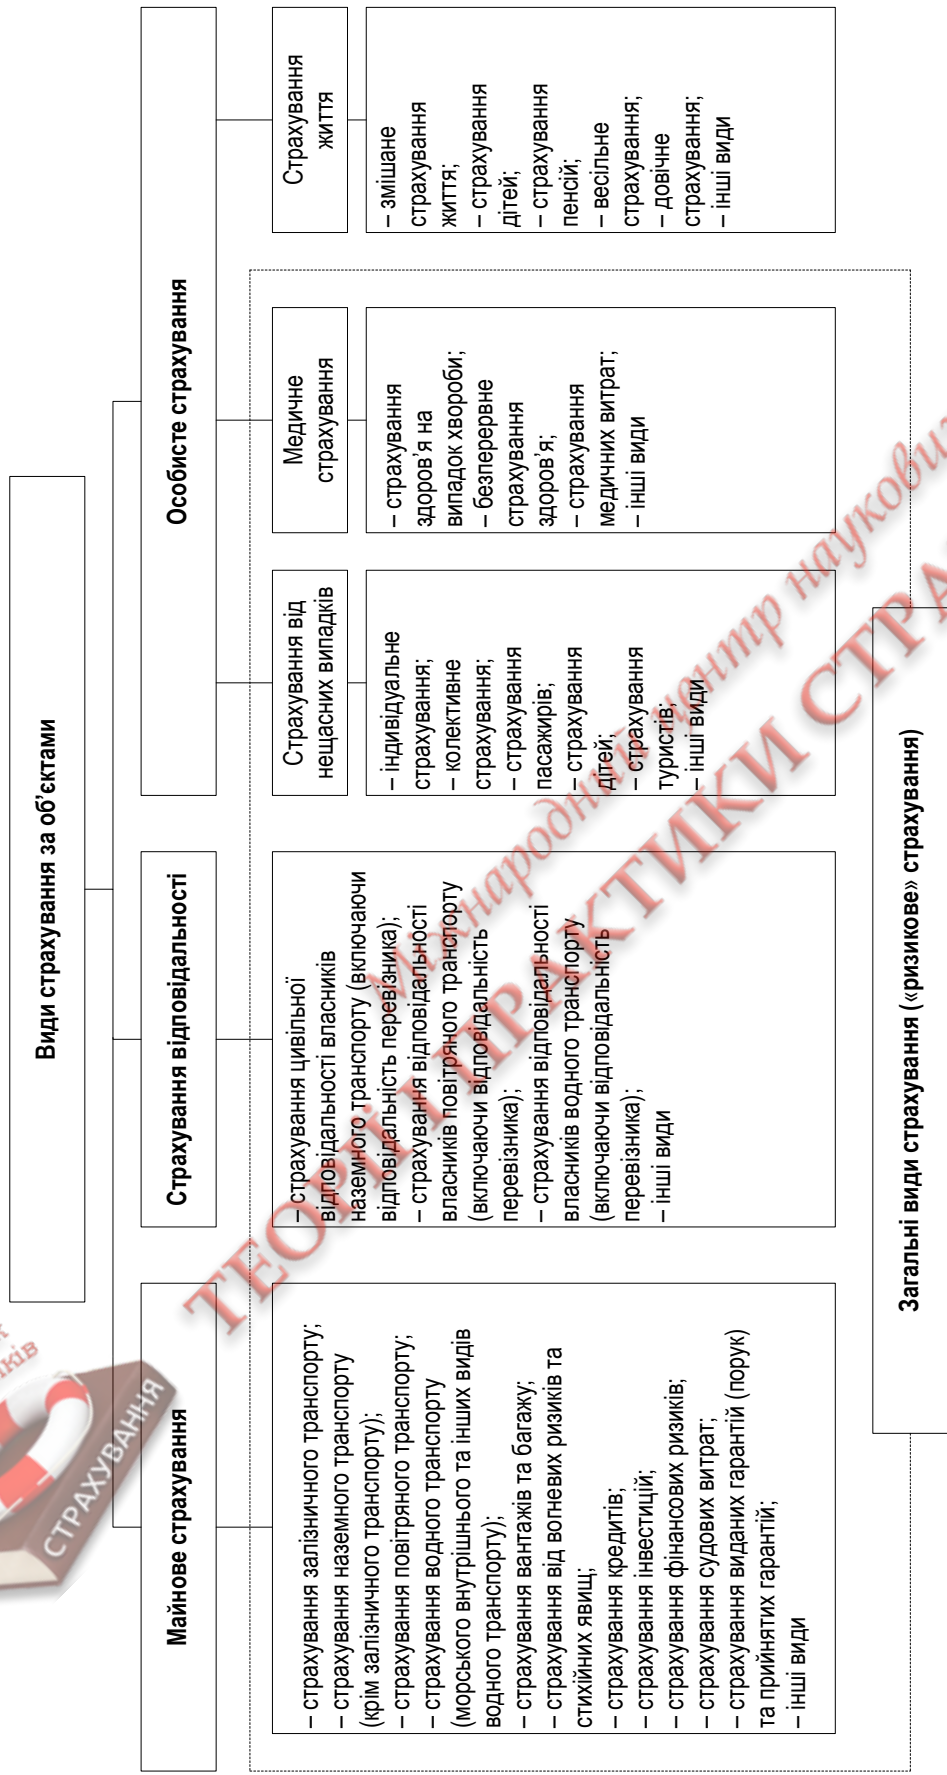 Види страхування за об’єктами
Майнове страхування
– страхування залізничного транспорту;
– страхування наземного транспорту
(крім залізничного транспорту);
– страхування повітряного транспорту;
– страхування водного транспорту
(морського внутрішнього та інших видів
водного транспорту);
– страхування вантажів та багажу;
– страхування від вогневих ризиків та
стихійних явищ;
– страхування кредитів;
– страхування інвестицій;
– страхування фінансових ризиків;
– страхування судових витрат;
– страхування виданих гарантій (порук)
та прийнятих гарантій;
– інші види
Страхування відповідальності
– страхування цивільної
відповідальності власників
наземного транспорту (включаючи
відповідальність перевізника);
– страхування відповідальності
власників повітряного транспорту
(включаючи відповідальність
перевізника);
– страхування відповідальності
власників водного транспорту
(включаючи відповідальність
перевізника);
– інші види
Особисте страхування
Страхування від
нещасних випадків
– індивідуальне
страхування;
– колективне
страхування;
– страхування
пасажирів;
– страхування
дітей;
– страхування
туристів;
– інші види
Медичне
страхування
– страхування
здоров’я на
випадок хвороби;
– безперервне
страхування
здоров’я;
– страхування
медичних витрат;
– інші види
Страхування
життя
– змішане
страхування
життя;
– страхування
дітей;
– страхування
пенсій;
– весільне
страхування;
– довічне
страхування;
– інші види
Загальні види страхування («ризикове» страхування)
СТРАХУВАННЯ
Міжнародний центр
ТЕОРІЇ І ПРАКТИКИ